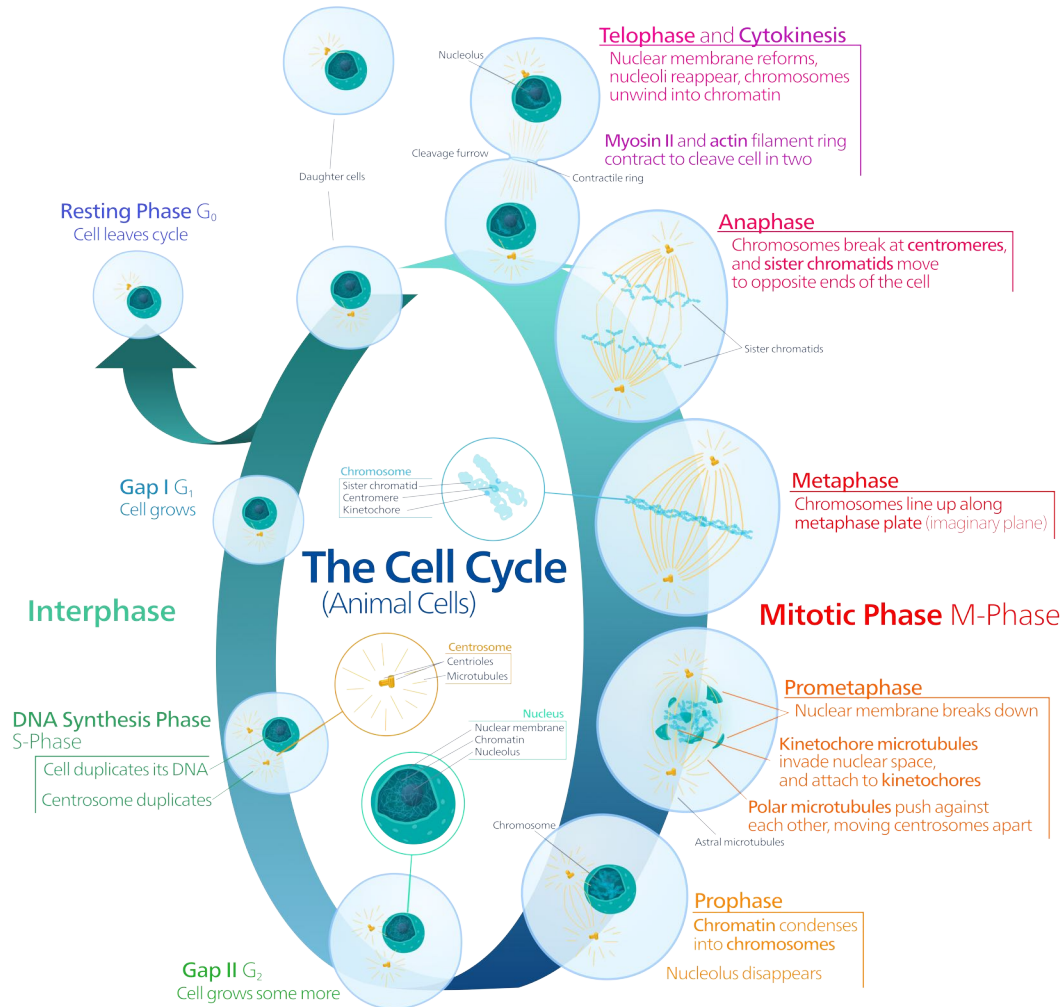 Telophase and Cytokinesis
Nuclear membrane reforms,
nucleoli reappear, chromosomes
unwind into chromatin
Myosin II and actin filament ring
contract to cleave cell in two
Nucleolus
Cleavage furrow
Contractile ring
Daughter cells
Resting Phase G₀
Cell leaves cycle
Anaphase
Chromosomes break at centromeres,
and sister chromatids move
to opposite ends of the cell
Sister chromatids
Gap I G₁
Cell grows
Chromosome
Sister chromatid
Centromere
Kinetochore
Metaphase
Chromosomes line up along
metaphase plate (imaginary plane)
The Cell Cycle
(Animal Cells)
Interphase
Mitotic Phase M-Phase
Centrosome
Centrioles
Microtubules
Prometaphase
Nuclear membrane breaks down
Kinetochore microtubules
invade nuclear space,
and attach to kinetochores
Polar microtubules push against
each other, moving centrosomes apart
Astral microtubules
DNA Synthesis Phase
S-Phase
Cell duplicates its DNA
Centrosome duplicates
Nucleus
Nuclear membrane
Chromatin
Nucleolus
Chromosome
Prophase
Chromatin condenses
into chromosomes
Nucleolus disappears
Gap II G₂
Cell grows some more